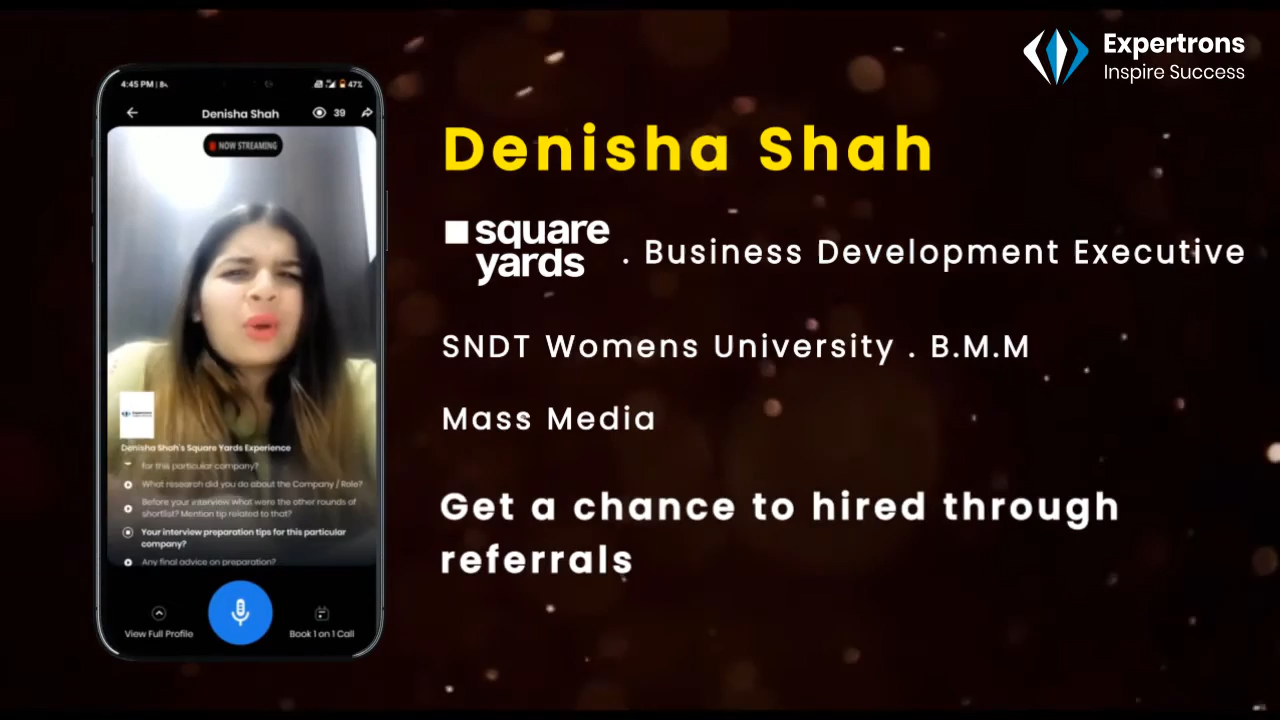 Expertrons
Inspire Success
4:45 PM
47%
Denisha Shah
39
NOW STREAMING
Denisha Shah's Square Yards Experience
for this particular company?
What research did you do about the Company / Role?
Before your interview what were the other rounds of
shortlist? Mention tip related to that?
Your interview preparation tips for this particular
company?
Any final advice on preparation?
View Full Profile
Book 1 on 1 Call
Denisha Shah
square
yards
. Business Development Executive
SNDT Womens University . B.M.M
Mass Media
Get a chance to hired through
referrals